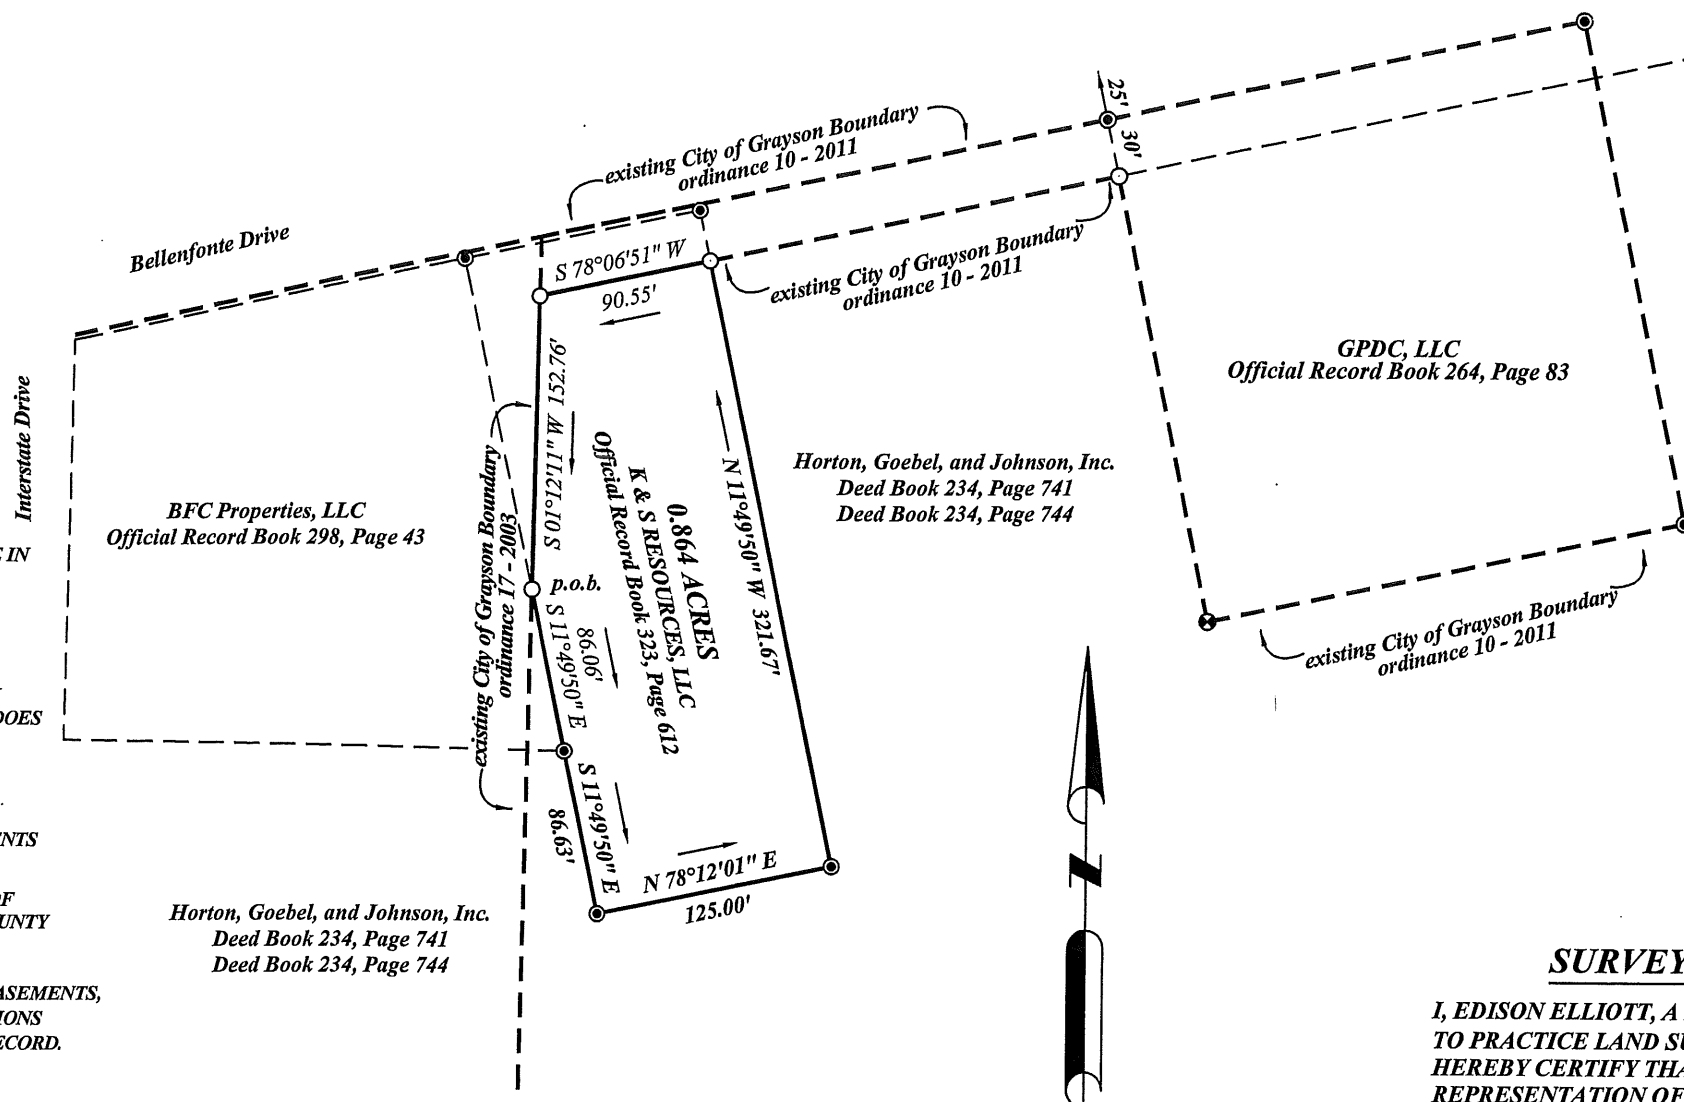 25'
30'
existing City of Grayson Boundary
ordinance 10 - 2011
Bellenfonte Drive
S 78°06'51" W
90.55'
existing City of Grayson Boundary
ordinance 10 - 2011
GPDC, LLC
Official Record Book 264, Page 83
Interstate Drive
S 01°12'11" W 152.76'
existing City of Grayson Boundary
ordinance 17 - 2003
BFC Properties, LLC
Official Record Book 298, Page 43
0.864 ACRES
K & S RESOURCES, LLC
Official Record Book 323, Page 612
N 11°49'50" W 321.67'
Horton, Goebel, and Johnson, Inc.
Deed Book 234, Page 741
Deed Book 234, Page 744
p.o.b.
86.06'
S 11°49'50" E
existing City of Grayson Boundary
ordinance 10 - 2011
S 11°49'50" E
86.63'
N 78°12'01" E
125.00'
N
Horton, Goebel, and Johnson, Inc.
Deed Book 234, Page 741
Deed Book 234, Page 744
IN
DOES
OF
RECORD.
SURVEY
I, EDISON ELLIOTT, A
TO PRACTICE LAND
HEREBY CERTIFY
REPRESENTATION OF